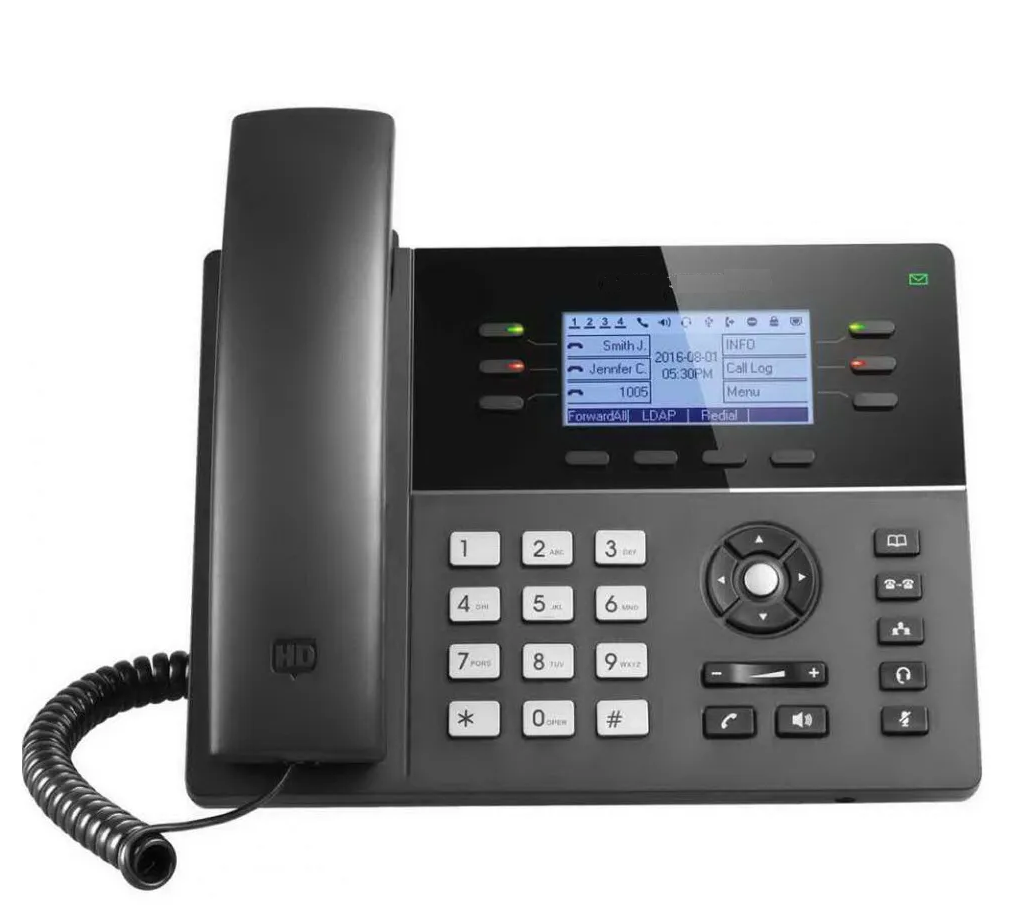 1 2 3 4
Smith J. 2016-08-01 INFO
Jennfer C. 05:30PM Call Log
1005 Menu
ForwardAll| LDAP | Redial |
1 2 ABC 3 DEF
4 GHI 5 JKL 6 MNO
7 PQRS 8 TUV 9 WXYZ
* 0 OPER #
- +
HD